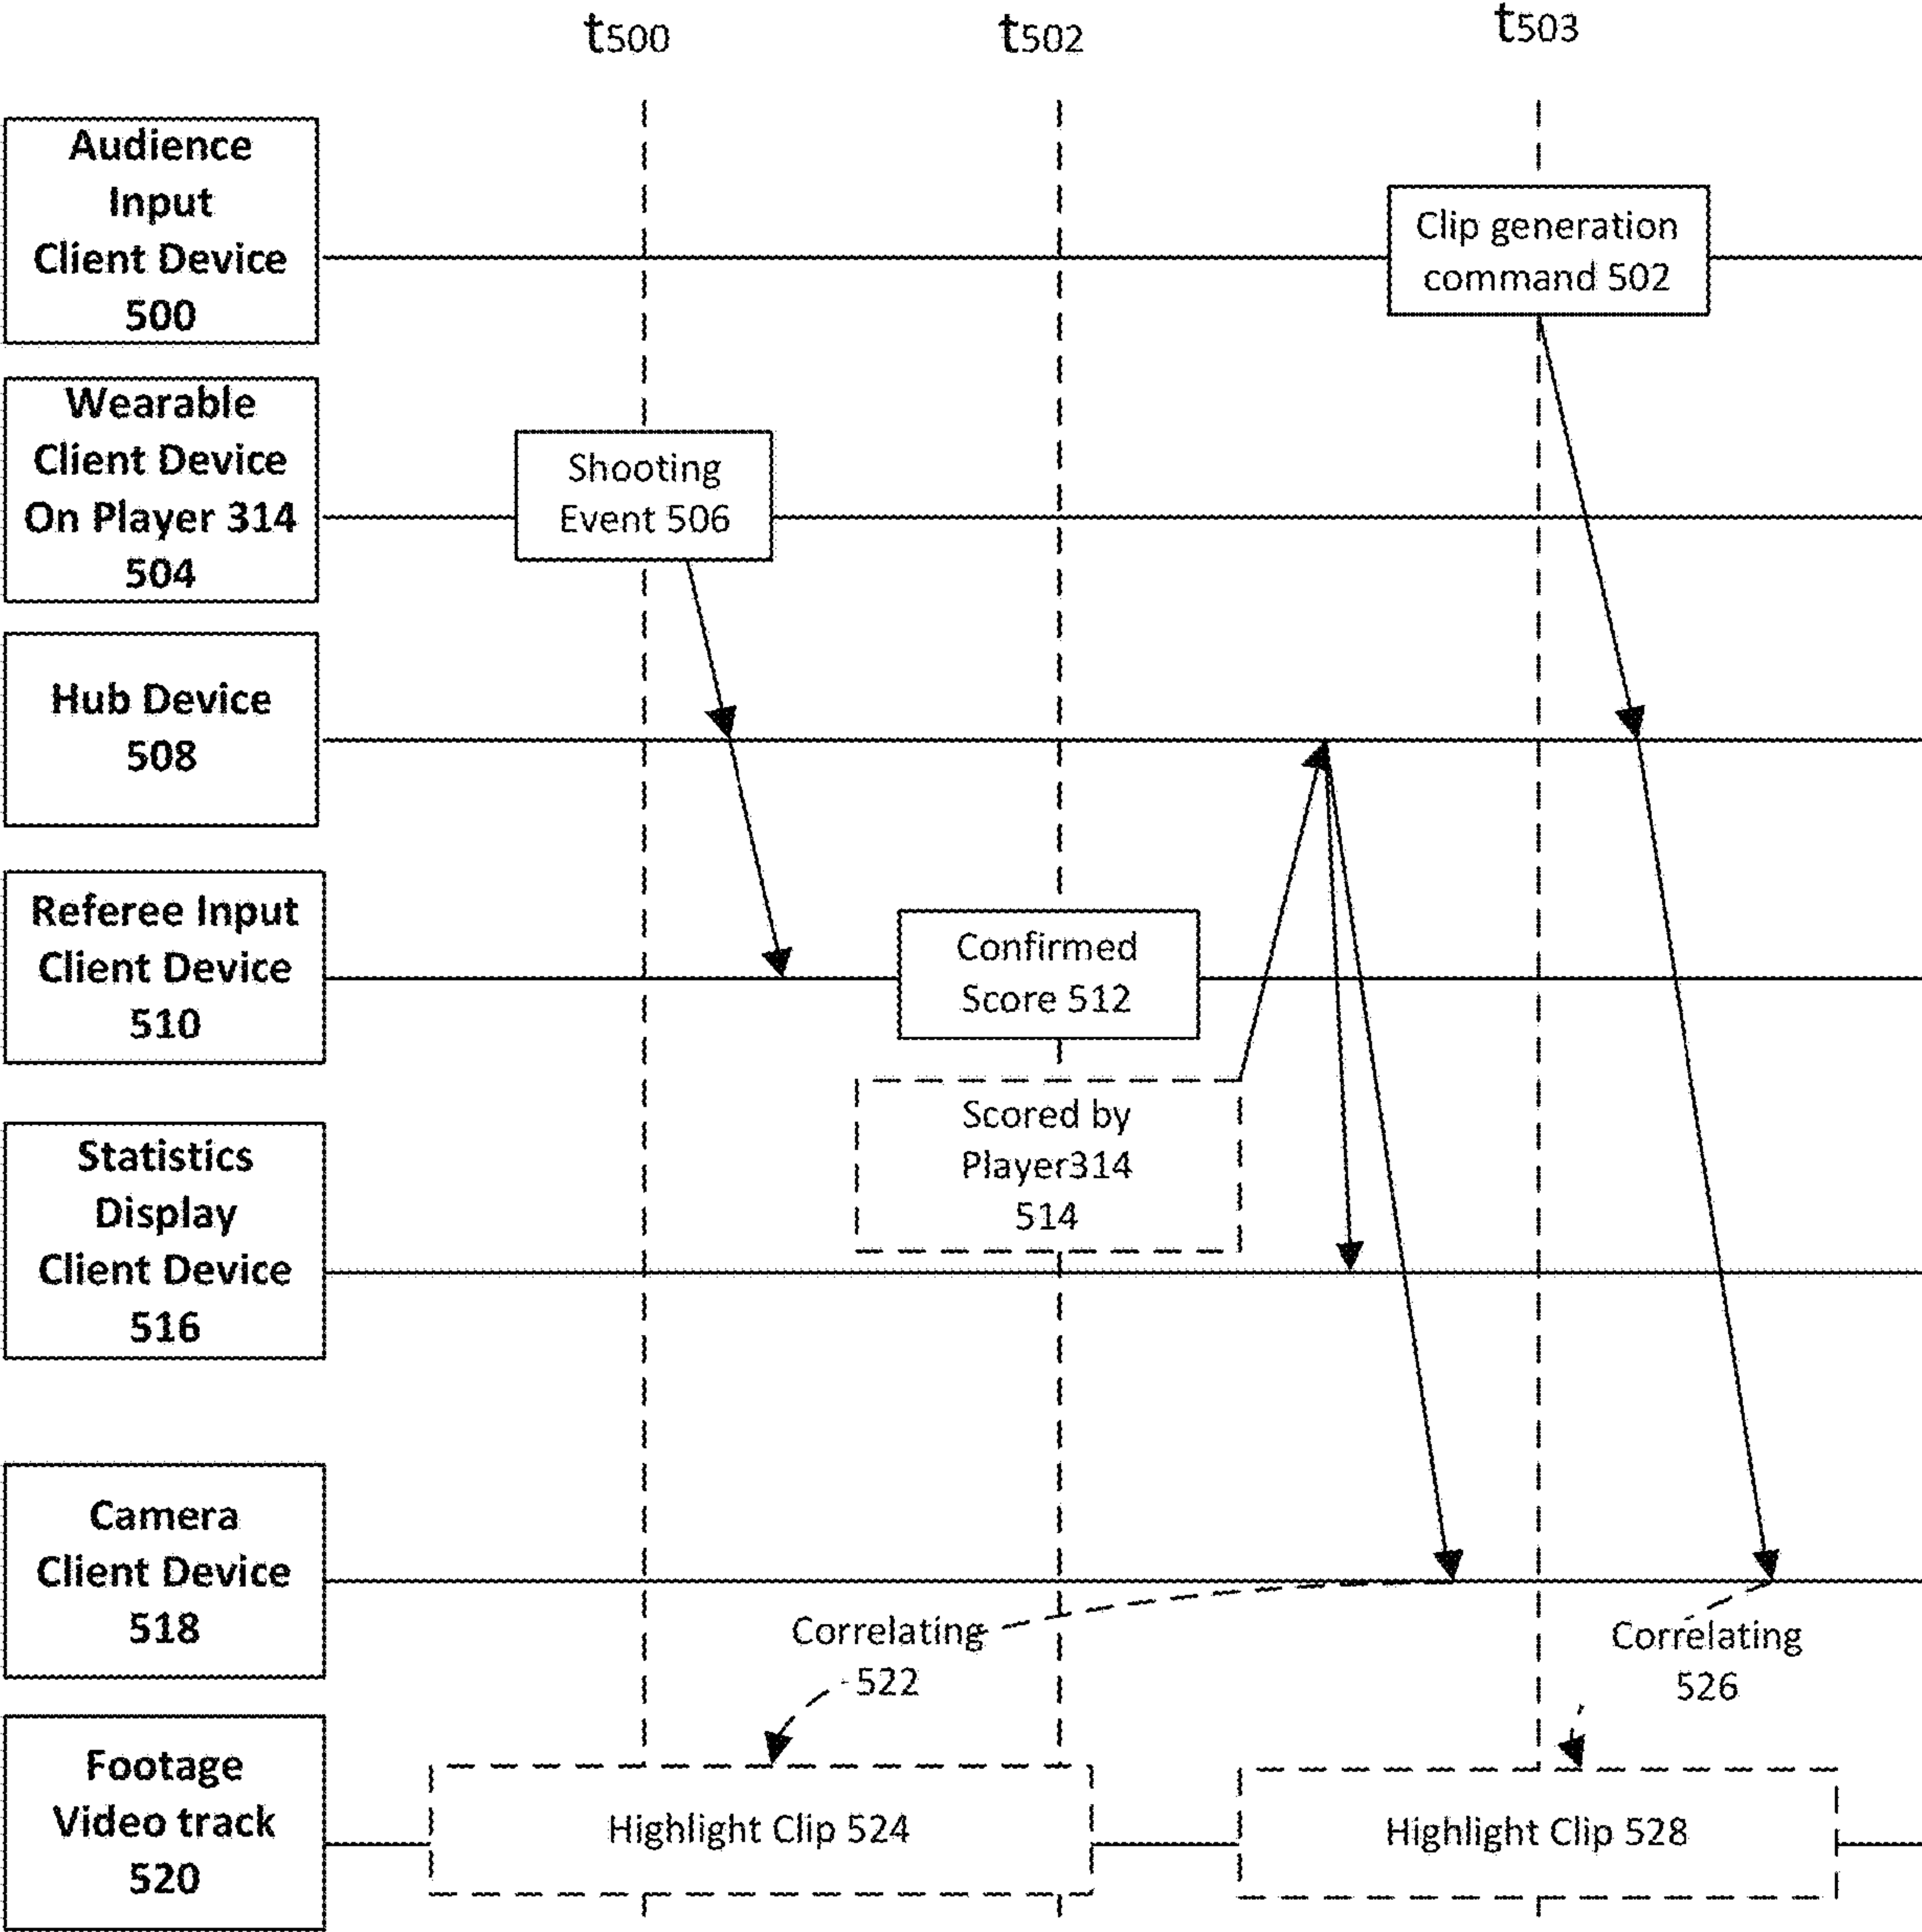 t500
t502
t503
Audience
Input
Client Device
500
Clip generation
command 502
Wearable
Client Device
On Player 314
504
Shooting
Event 506
Hub Device
508
Referee Input
Client Device
510
Confirmed
Score 512
Scored by
Player314
514
Statistics
Display
Client Device
516
Camera
Client Device
518
Correlating
522
Correlating
526
Footage
Video track
520
Highlight Clip 524
Highlight Clip 528